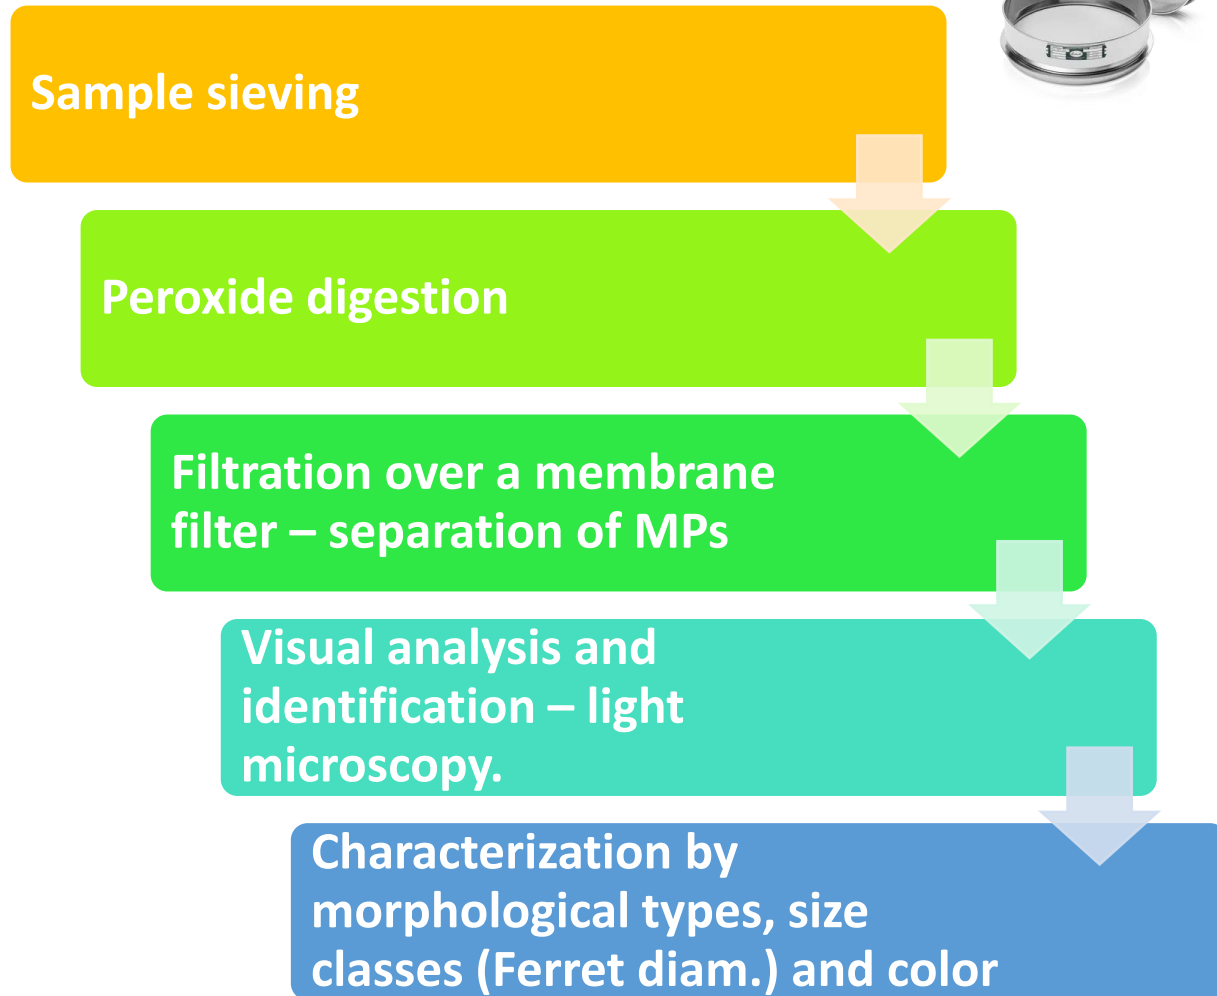 Sample sieving
Peroxide digestion
Filtration over a membrane
filter – separation of MPs
Visual analysis and
identification – light
microscopy.
Characterization by
morphological types, size
classes (Ferret diam.) and color